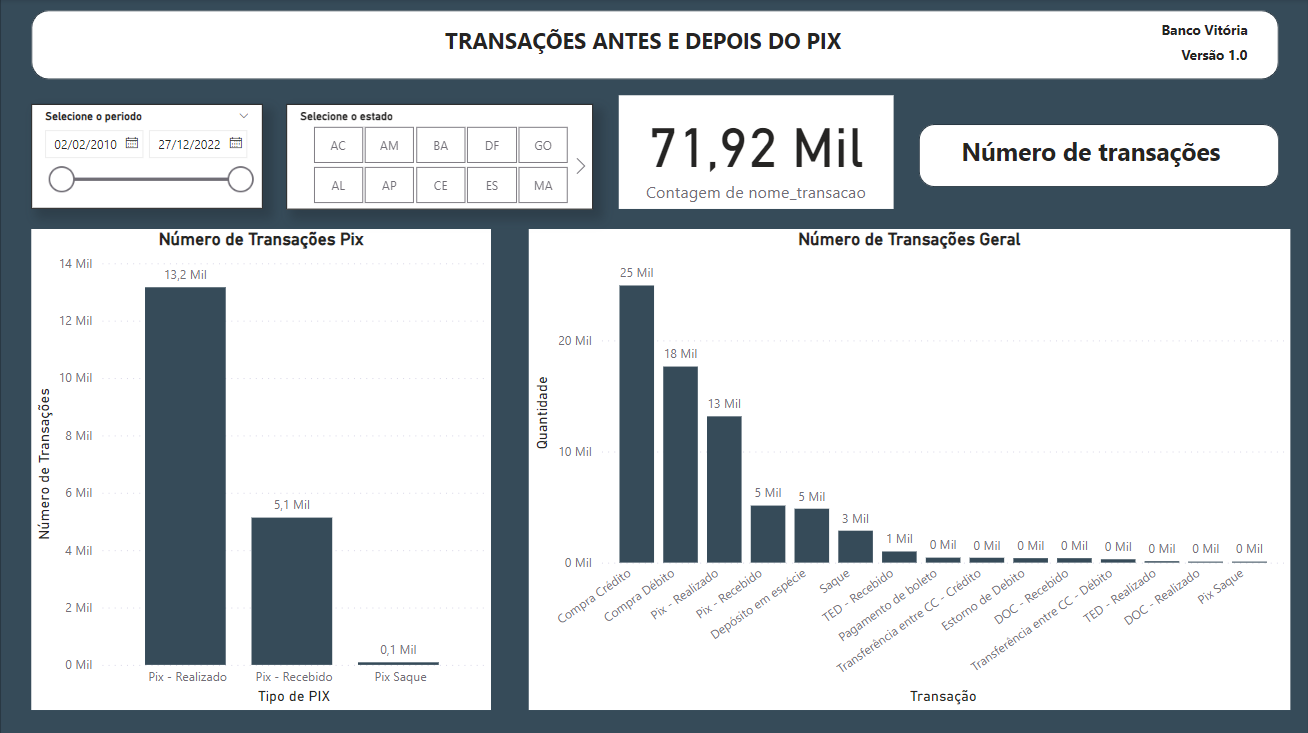 TRANSAÇÕES ANTES E DEPOIS DO PIX
Banco Vitória
Versão 1.0
Selecione o periodo
02/02/2010
27/12/2022
Selecione o estado
AC
AM
BA
DF
GO
AL
AP
CE
ES
MA
71,92 Mil
Contagem de nome_transacao
Número de transações
Número de Transações Pix
Número de Transações
14 Mil
12 Mil
10 Mil
8 Mil
6 Mil
4 Mil
2 Mil
0 Mil
13,2 Mil
5,1 Mil
0,1 Mil
Pix - Realizado
Pix - Recebido
Pix Saque
Tipo de PIX
Número de Transações Geral
Quantidade
20 Mil
10 Mil
0 Mil
25 Mil
18 Mil
13 Mil
5 Mil
5 Mil
3 Mil
1 Mil
0 Mil
0 Mil
0 Mil
0 Mil
0 Mil
0 Mil
0 Mil
0 Mil
Compra Crédito
Compra Débito
Pix - Realizado
Pix - Recebido
Depósito em espécie
Saque
TED - Recebido
Pagamento de boleto
Transferência entre CC - Crédito
Estorno de Debito
DOC - Recebido
Transferência entre CC - Débito
TED - Realizado
DOC - Realizado
Pix Saque
Transação